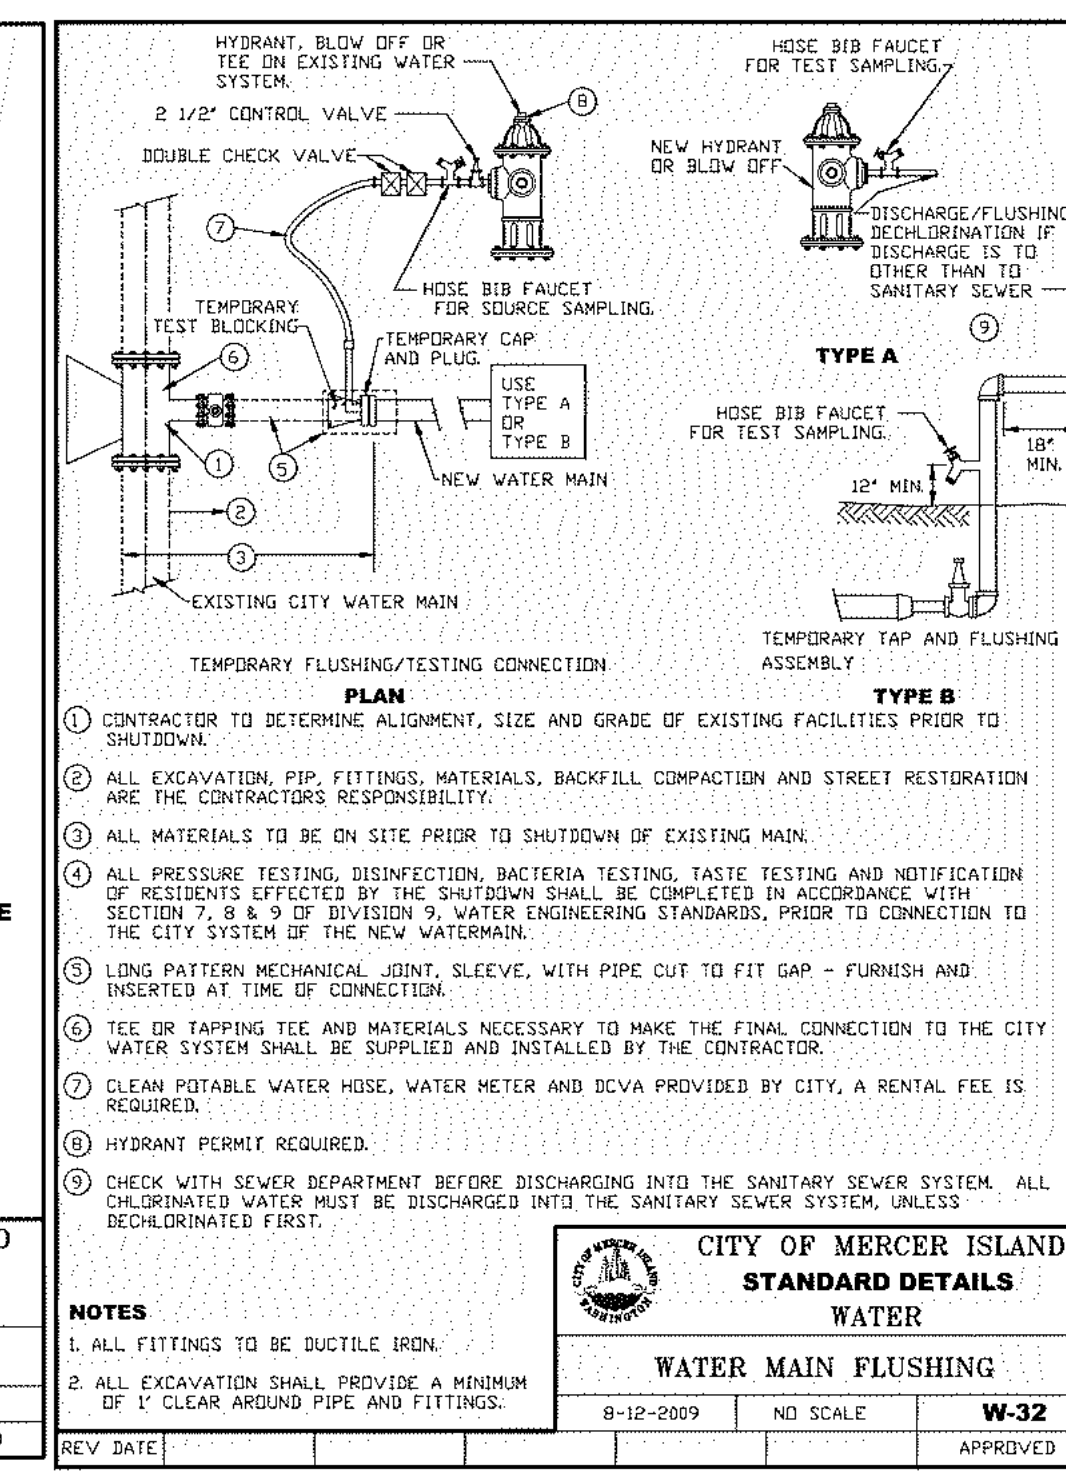 HYDRANT, BLOW OFF OR
TEE ON EXISTING WATER
SYSTEM.
2 1/2" CONTROL VALVE
DOUBLE CHECK VALVE
8
7
HOSE BIB FAUCET
FOR SOURCE SAMPLING.
HOSE BIB FAUCET
FOR TEST SAMPLING.
NEW HYDRANT
OR BLOW OFF
DISCHARGE/FLUSHING
DECHLORINATION IF
DISCHARGE IS TO
OTHER THAN TO
SANITARY SEWER
9
TYPE A
TEMPORARY
TEST BLOCKING
6
TEMPORARY CAP
AND PLUG.
USE
TYPE A
OR
TYPE B
1
5
NEW WATER MAIN
2
3
EXISTING CITY WATER MAIN
HOSE BIB FAUCET
FOR TEST SAMPLING.
18"
MIN.
12" MIN.
TEMPORARY FLUSHING/TESTING CONNECTION
PLAN
TEMPORARY TAP AND FLUSHING
ASSEMBLY
TYPE B
1 CONTRACTOR TO DETERMINE ALIGNMENT, SIZE AND GRADE OF EXISTING FACILITIES PRIOR TO
SHUTDOWN.
2 ALL EXCAVATION, PIP, FITTINGS, MATERIALS, BACKFILL COMPACTION AND STREET RESTORATION
ARE THE CONTRACTORS RESPONSIBILITY.
3 ALL MATERIALS TO BE ON SITE PRIOR TO SHUTDOWN OF EXISTING MAIN.
4 ALL PRESSURE TESTING, DISINFECTION, BACTERIA TESTING, TASTE TESTING AND NOTIFICATION
OF RESIDENTS EFFECTED BY THE SHUTDOWN SHALL BE COMPLETED IN ACCORDANCE WITH
SECTION 7, 8 & 9 OF DIVISION 9, WATER ENGINEERING STANDARDS, PRIOR TO CONNECTION TO
THE CITY SYSTEM OF THE NEW WATERMAIN.
5 LONG PATTERN MECHANICAL JOINT, SLEEVE, WITH PIPE CUT TO FIT GAP - FURNISH AND
INSERTED AT TIME OF CONNECTION.
6 TEE OR TAPPING TEE AND MATERIALS NECESSARY TO MAKE THE FINAL CONNECTION TO THE CITY
WATER SYSTEM SHALL BE SUPPLIED AND INSTALLED BY THE CONTRACTOR.
7 CLEAN POTABLE WATER HOSE, WATER METER AND DCVA PROVIDED BY CITY, A RENTAL FEE IS
REQUIRED.
8 HYDRANT PERMIT REQUIRED.
9 CHECK WITH SEWER DEPARTMENT BEFORE DISCHARGING INTO THE SANITARY SEWER SYSTEM. ALL
CHLORINATED WATER MUST BE DISCHARGED INTO THE SANITARY SEWER SYSTEM, UNLESS
DECHLORINATED FIRST.
NOTES
1. ALL FITTINGS TO BE DUCTILE IRON.
2. ALL EXCAVATION SHALL PROVIDE A MINIMUM
OF 1' CLEAR AROUND PIPE AND FITTINGS.
CITY OF MERCER ISLAND
WASHINGTON
CITY OF MERCER ISLAND
STANDARD DETAILS
WATER
WATER MAIN FLUSHING
8-12-2009
NO SCALE
W-32
REV DATE
APPROVED